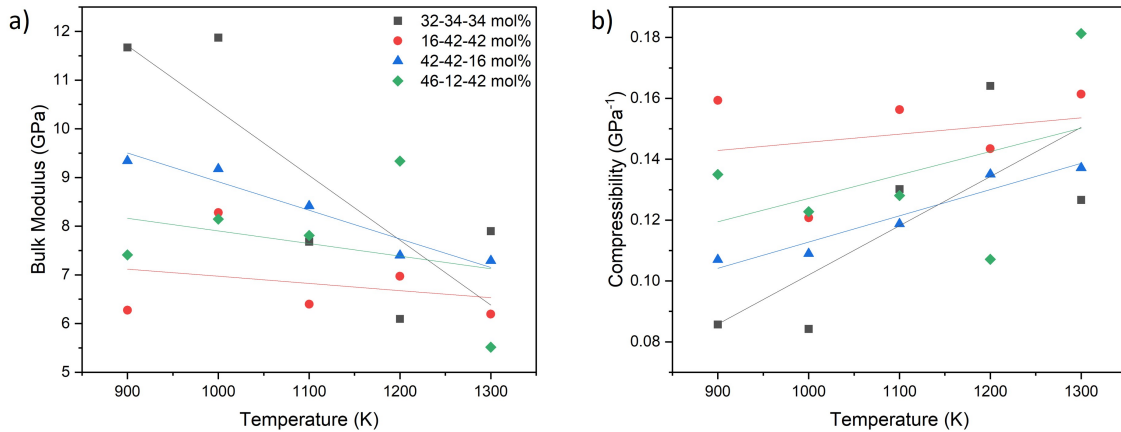 a)
32-34-34 mol%
16-42-42 mol%
42-42-16 mol%
46-12-42 mol%
Bulk Modulus (GPa)
12
11
10
9
8
7
6
5
900 1000 1100 1200 1300
Temperature (K)
b)
Compressibility (GPa⁻¹)
0.18
0.16
0.14
0.12
0.10
0.08
900 1000 1100 1200 1300
Temperature (K)